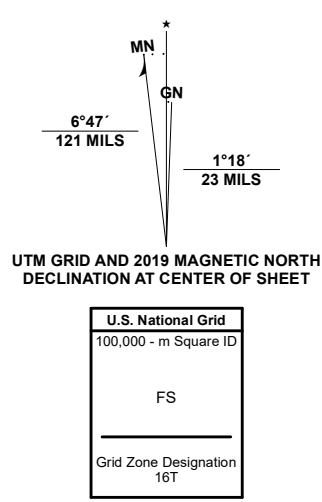 MN
GN
6°47´
121 MILS
1°18´
23 MILS
UTM GRID AND 2019 MAGNETIC NORTH
DECLINATION AT CENTER OF SHEET
U.S. National Grid
100,000 - m Square ID
FS
Grid Zone Designation
16T